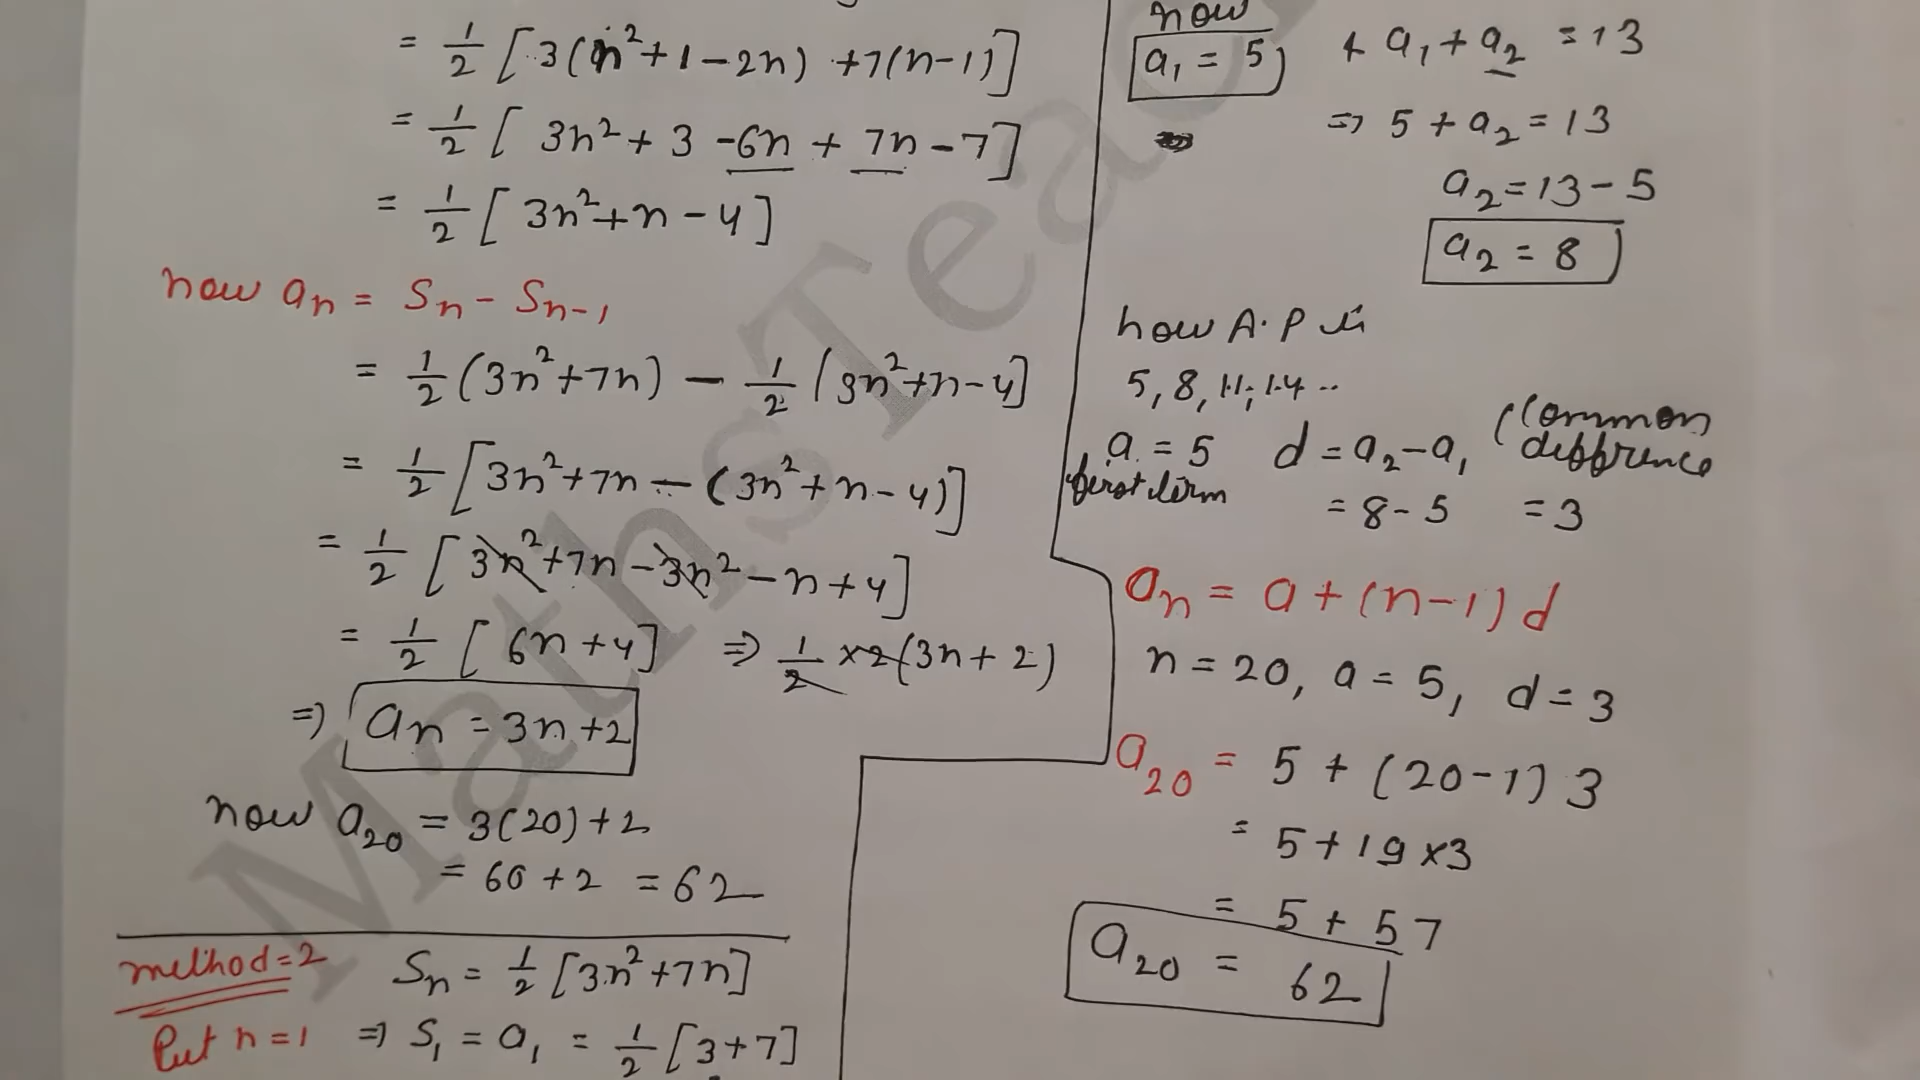 = 1/2 [3(n²+1-2n) +7(n-1)]
= 1/2 [ 3n² + 3 -6n + 7n - 7]
= 1/2 [ 3n²+n - 4]
now an = Sn - Sn-1
= 1/2 (3n²+7n) - 1/2 (3n²+n-4]
= 1/2 [3n²+7n - (3n²+n-4)]
= 1/2 [ 3n²+7n - 3n² - n + 4]
= 1/2 [ 6n + 4] => 1/2 ×2(3n+2)
=> an = 3n+2
now a20 = 3(20)+2
= 60 + 2 = 62
method=2 Sn = 1/2 [3n²+7n]
Put n=1 => S1 = a1 = 1/2 [3+7]
now
a1 = 5 + a1 + a2 = 13
=> 5 + a2 = 13
a2 = 13 - 5
a2 = 8
now A.P is
5, 8, 11, 14 ..
a = 5 d = a2 - a1 (Common
first term diffrence
= 8 - 5 = 3
an = a + (n-1) d
n = 20, a = 5, d = 3
a20 = 5 + (20-1) 3
= 5 + 19 ×3
= 5 + 57
a20 = 62
Maths Teac